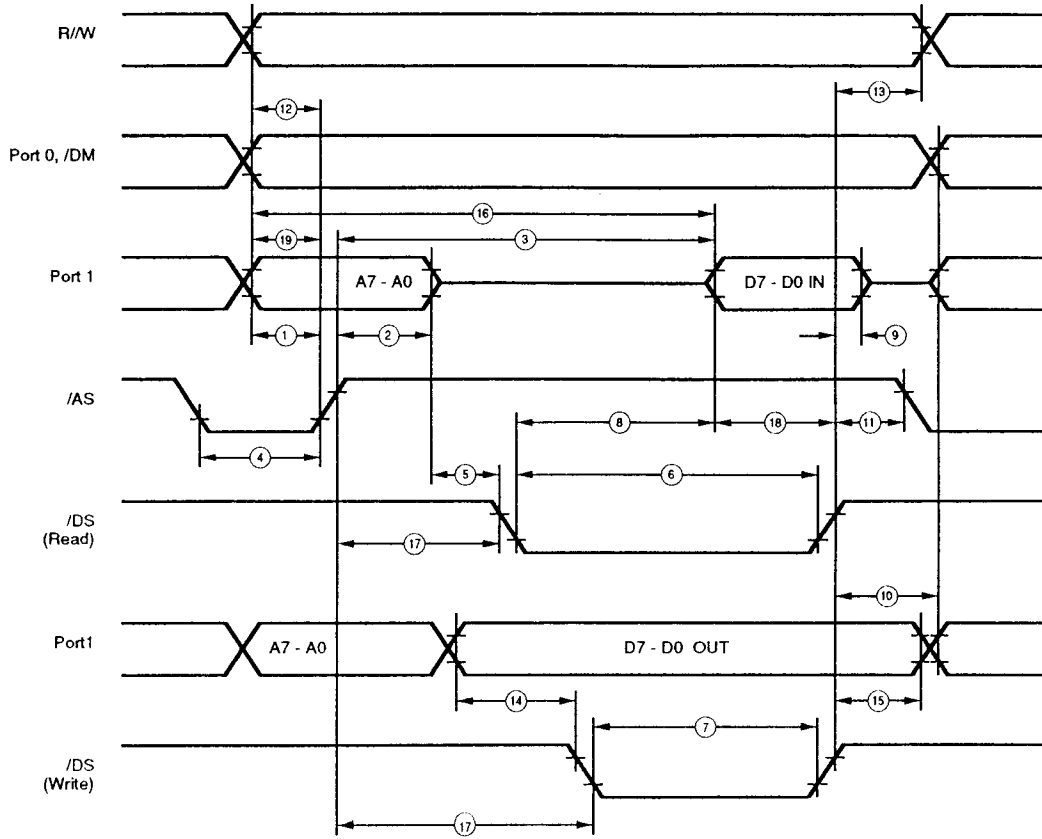 R//W
13
12
Port 0, /DM
16
19
3
Port 1
A7 - A0
D7 - D0 IN
1
2
9
/AS
8
18
11
4
5
6
/DS
(Read)
17
10
Port1
A7 - A0
D7 - D0 OUT
14
15
7
/DS
(Write)
17